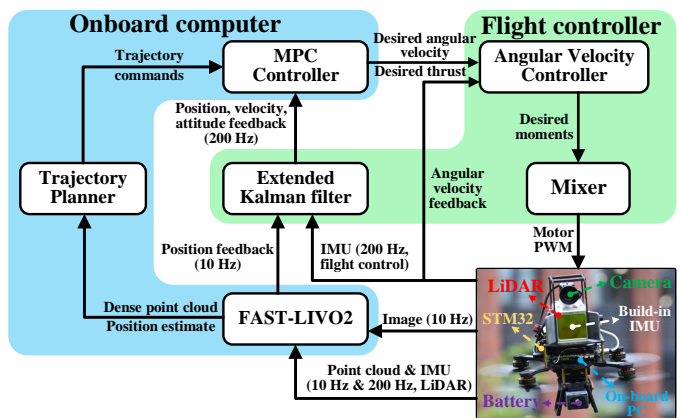 Onboard computer
Flight controller
Trajectory
commands
MPC
Controller
Desired angular
velocity
Desired thrust
Angular Velocity
Controller
Position, velocity,
attitude feedback
(200 Hz)
Desired
moments
Trajectory
Planner
Extended
Kalman filter
Angular
velocity
feedback
Mixer
Position feedback
(10 Hz)
IMU (200 Hz,
filght control)
Motor
PWM
Dense point cloud
Position estimate
FAST-LIVO2
Image (10 Hz)
Point cloud & IMU
(10 Hz & 200 Hz, LiDAR)
LiDAR
Camera
STM32
Build-in
IMU
Battery
On-board
PC